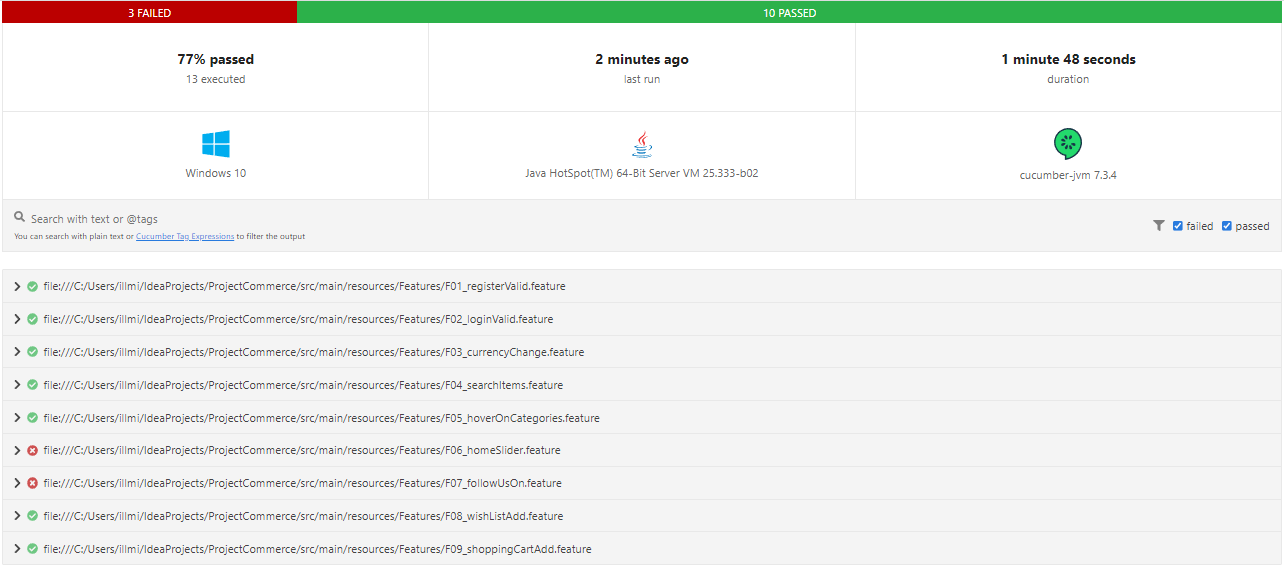 3 FAILED 10 PASSED
77% passed 2 minutes ago 1 minute 48 seconds
13 executed last run duration
Windows 10 Java HotSpot(TM) 64-Bit Server VM 25.333-b02 cucumber-jvm 7.3.4
Search with text or @tags
You can search with plain text or Cucumber Tag Expressions to filter the output
failed passed
file:///C:/Users/illmi/IdeaProjects/ProjectCommerce/src/main/resources/Features/F01_registerValid.feature
file:///C:/Users/illmi/IdeaProjects/ProjectCommerce/src/main/resources/Features/F02_loginValid.feature
file:///C:/Users/illmi/IdeaProjects/ProjectCommerce/src/main/resources/Features/F03_currencyChange.feature
file:///C:/Users/illmi/IdeaProjects/ProjectCommerce/src/main/resources/Features/F04_searchItems.feature
file:///C:/Users/illmi/IdeaProjects/ProjectCommerce/src/main/resources/Features/F05_hoverOnCategories.feature
file:///C:/Users/illmi/IdeaProjects/ProjectCommerce/src/main/resources/Features/F06_homeSlider.feature
file:///C:/Users/illmi/IdeaProjects/ProjectCommerce/src/main/resources/Features/F07_followUsOn.feature
file:///C:/Users/illmi/IdeaProjects/ProjectCommerce/src/main/resources/Features/F08_wishListAdd.feature
file:///C:/Users/illmi/IdeaProjects/ProjectCommerce/src/main/resources/Features/F09_shoppingCartAdd.feature